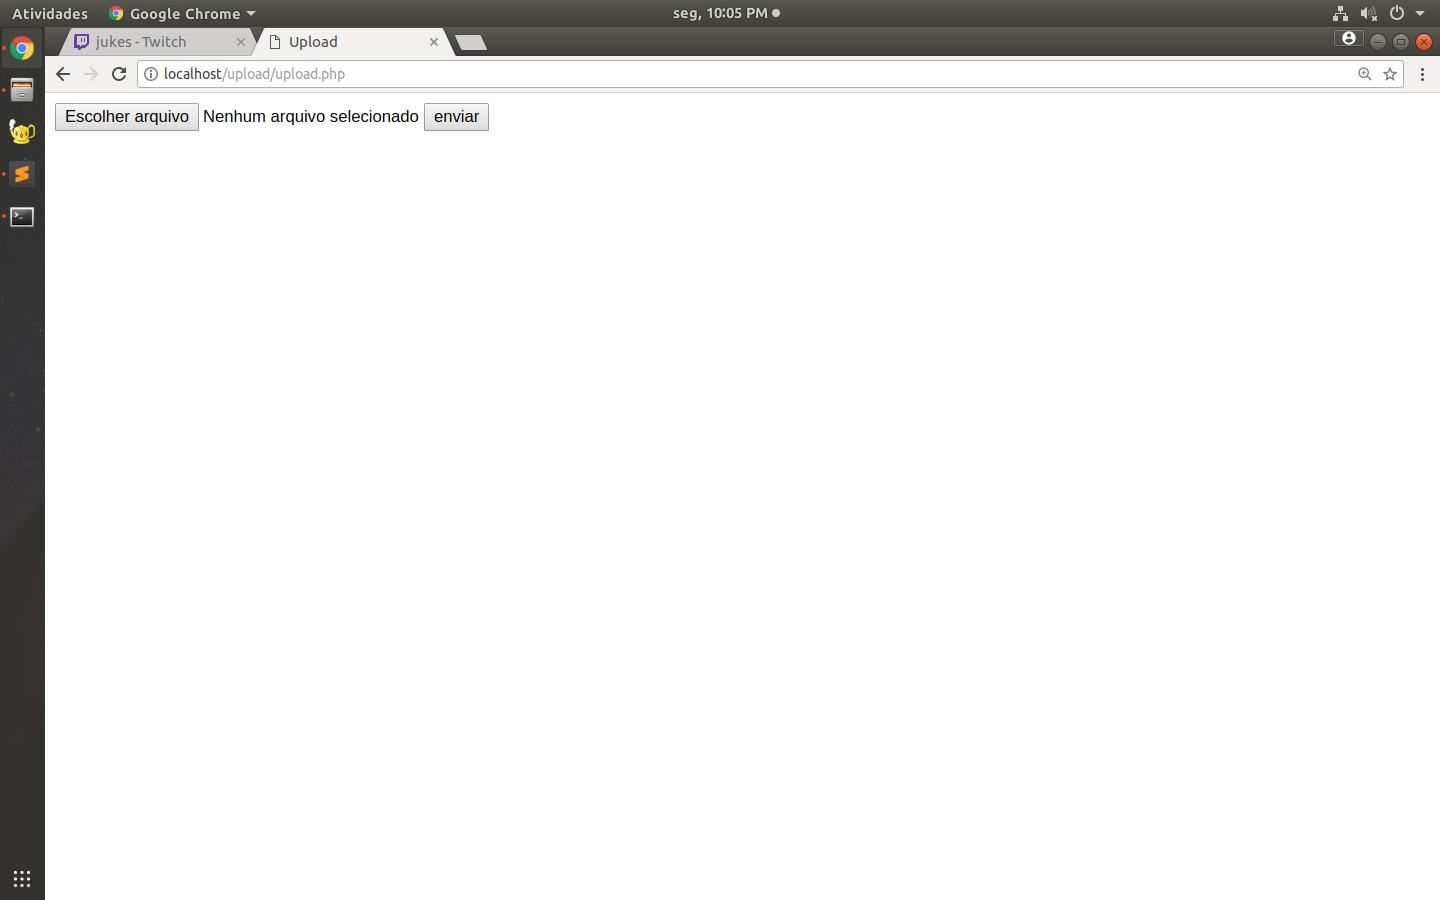 Atividades Google Chrome seg, 10:05 PM
jukes - Twitch Upload
localhost/upload/upload.php
Escolher arquivo Nenhum arquivo selecionado enviar